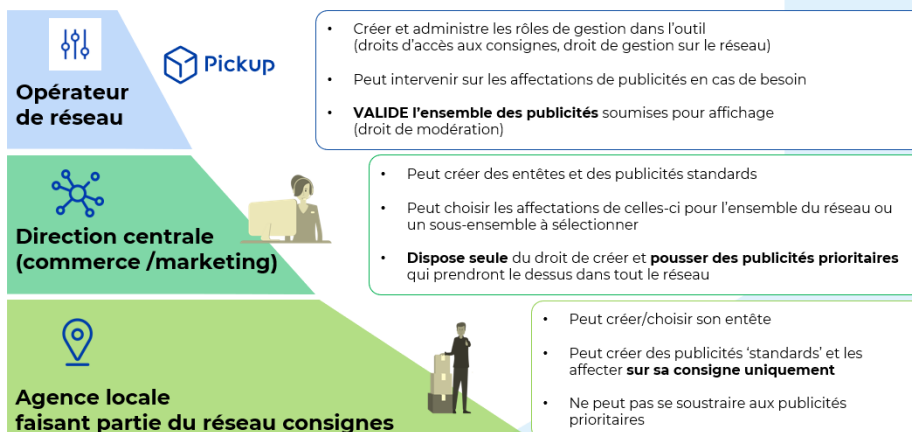 Opérateur
de réseau
Pickup
• Créer et administre les rôles de gestion dans l'outil
(droits d'accès aux consignes, droit de gestion sur le réseau)
• Peut intervenir sur les affectations de publicités en cas de besoin
• VALIDE l'ensemble des publicités soumises pour affichage
(droit de modération)
Direction centrale
(commerce /marketing)
• Peut créer des entêtes et des publicités standards
• Peut choisir les affectations de celles-ci pour l'ensemble du réseau ou
un sous-ensemble à sélectionner
• Dispose seule du droit de créer et pousser des publicités prioritaires
qui prendront le dessus dans tout le réseau
Agence locale
faisant partie du réseau consignes
• Peut créer/choisir son entête
• Peut créer des publicités 'standards' et les
affecter sur sa consigne uniquement
• Ne peut pas se soustraire aux publicités
prioritaires